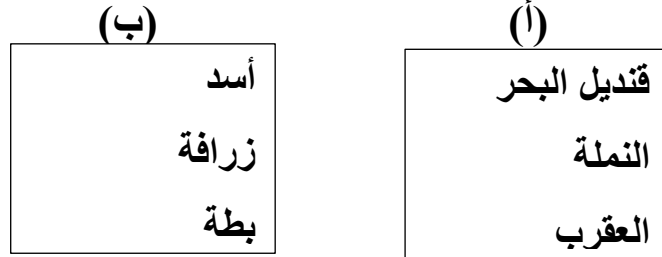 (أ)
قنديل البحر
النملة
العقرب
(ب)
أسد
زرافة
بطة